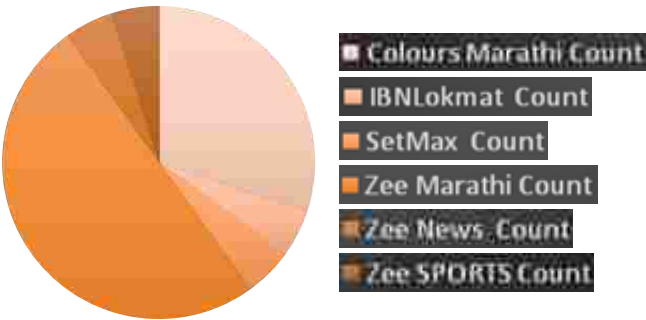 Colours Marathi Count
IBNLokmat Count
SetMax Count
Zee Marathi Count
Zee News Count
Zee SPORTS Count